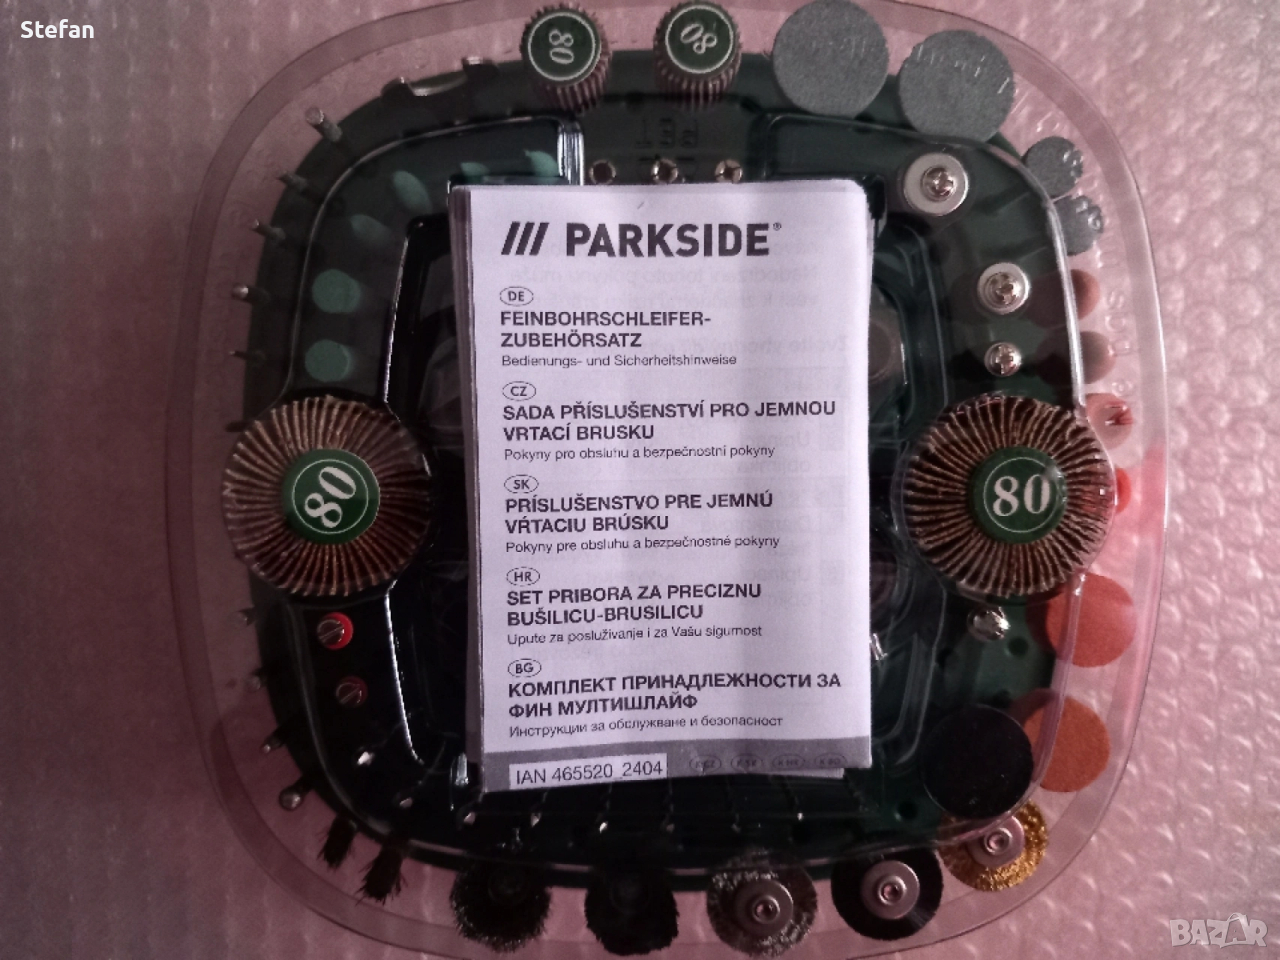 Stefan
80
80
/// PARKSIDE®
DE
FEINBOHRSCHLEIFER-
ZUBEHÖRSATZ
Bedienungs- und Sicherheitshinweise
CZ
SADA PŘÍSLUŠENSTVÍ PRO JEMNOU
VRTACÍ BRUSKU
Pokyny pro obsluhu a bezpečnostní pokyny
SK
PRÍSLUŠENSTVO PRE JEMNÚ
VŔTACIU BRÚSKU
Pokyny pre obsluhu a bezpečnostné pokyny
HR
SET PRIBORA ZA PRECIZNU
BUŠILICU-BRUSILICU
Upute za posluživanje i za Vašu sigurnost
BG
КОМПЛЕКТ ПРИНАДЛЕЖНОСТИ ЗА
ФИН МУЛТИШЛАЙФ
Инструкции за обслужване и безопасност
IAN 465520_2404
80
80
BAZAR